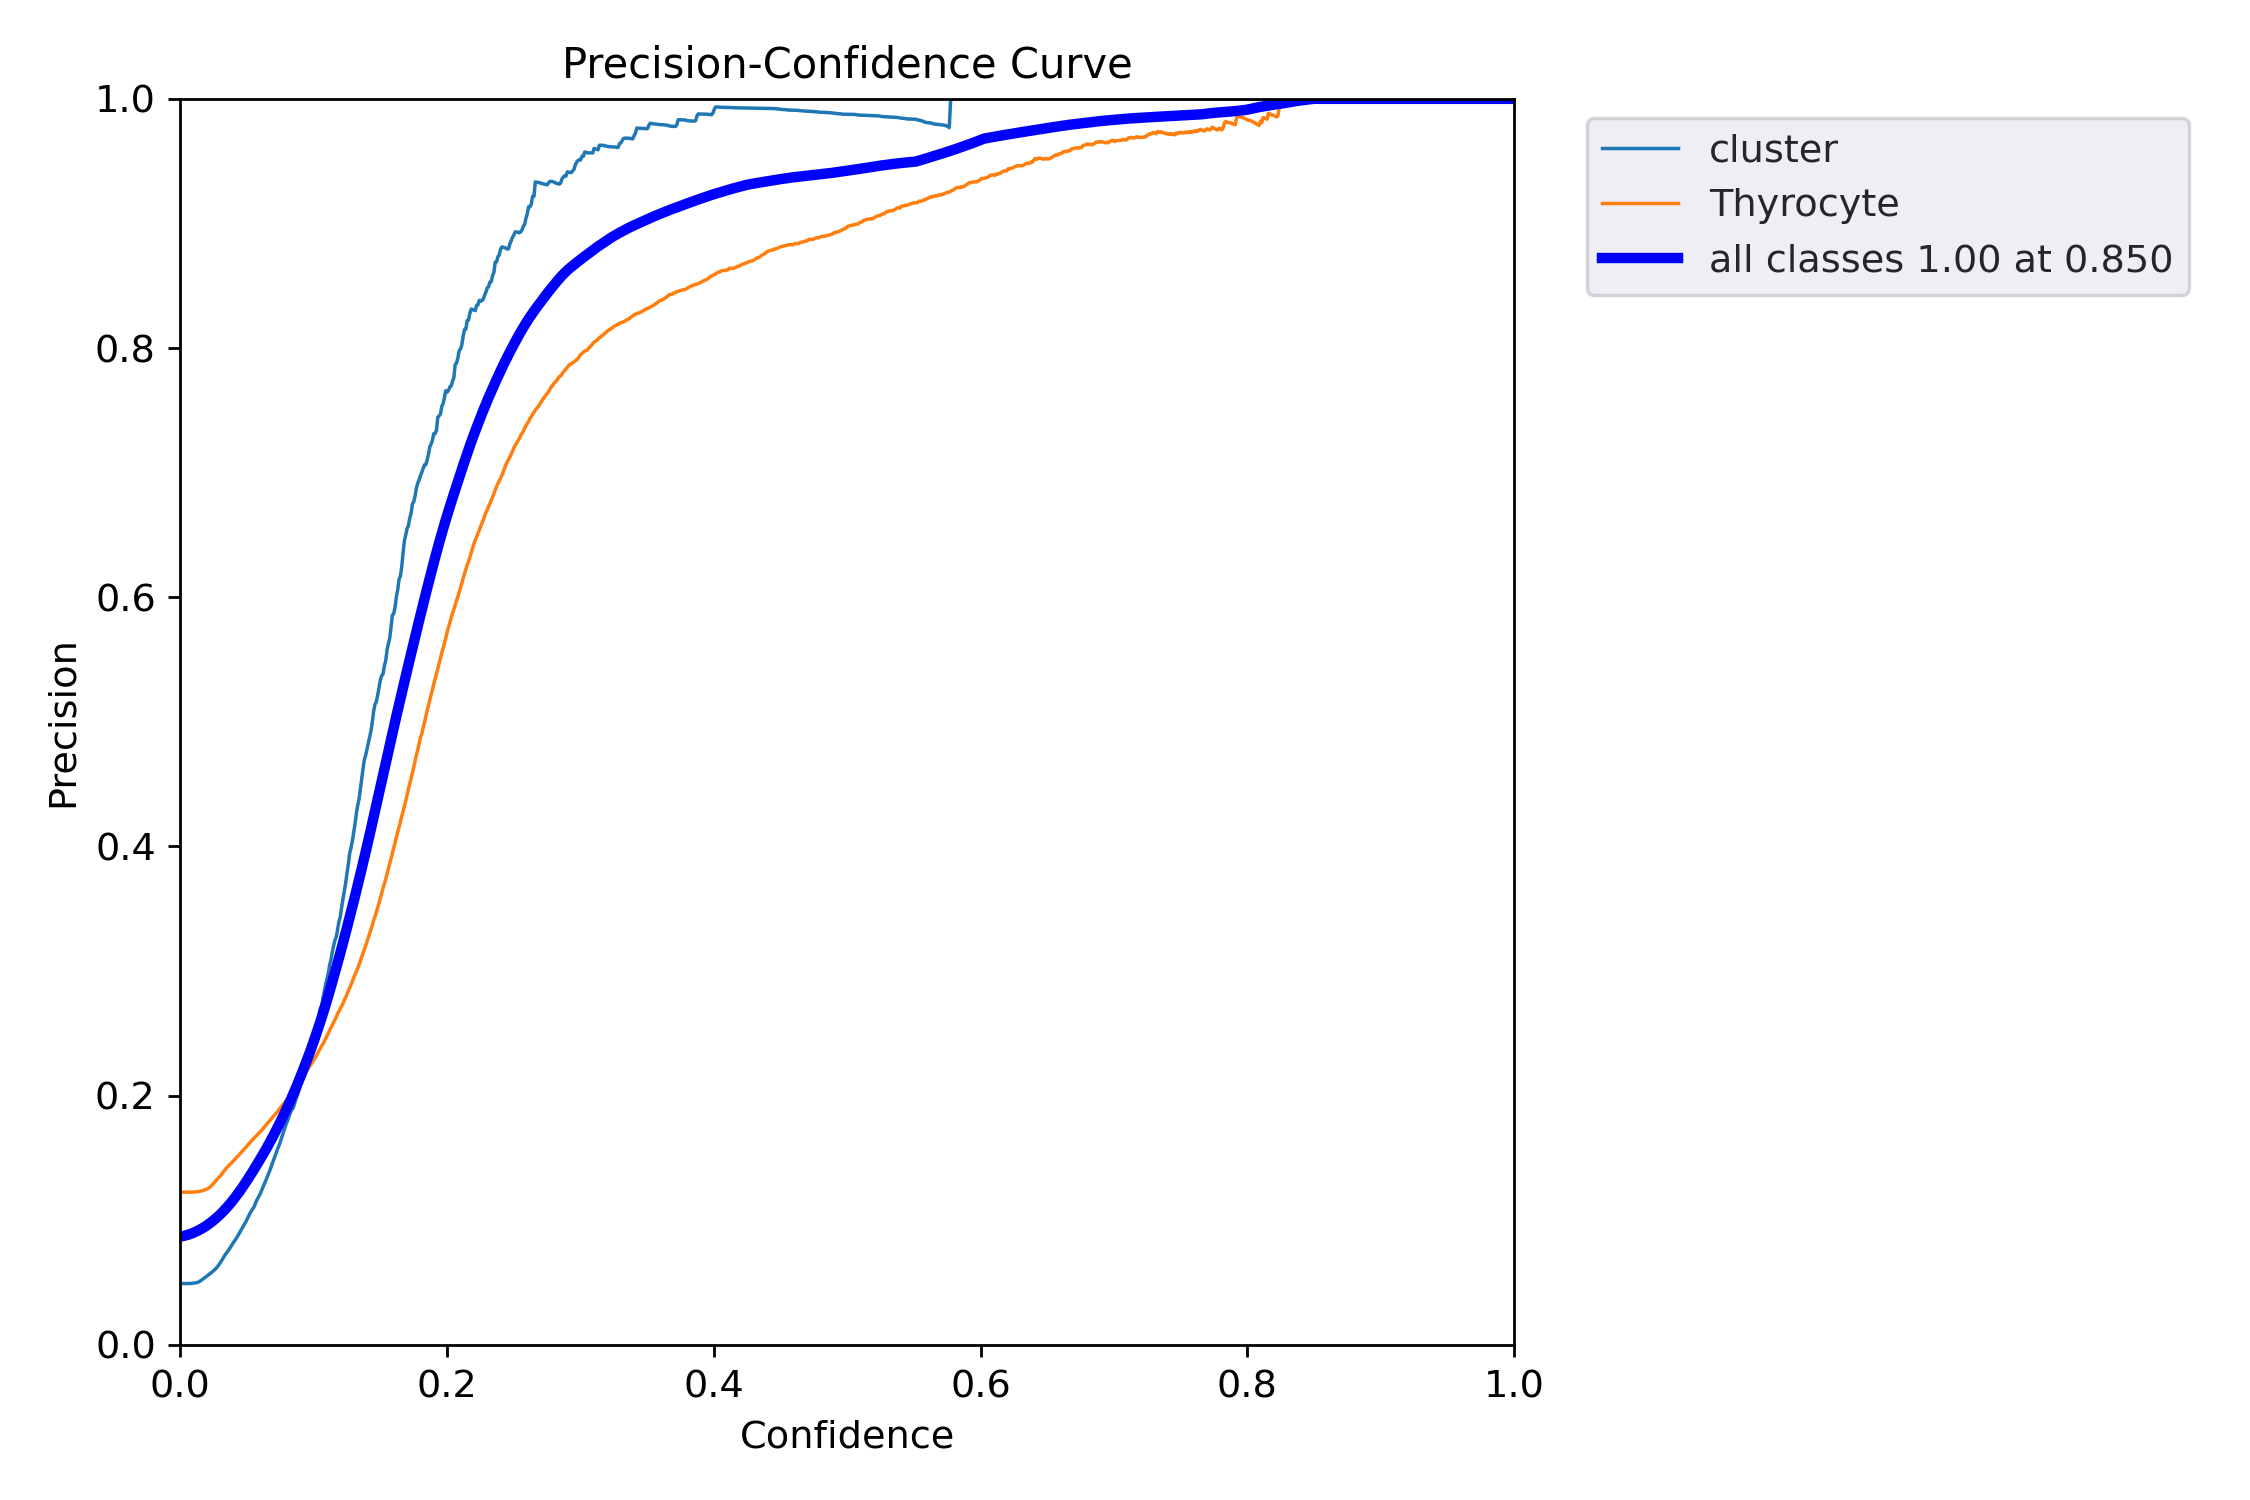 Precision-Confidence Curve
1.0
0.8
0.6
0.4
0.2
0.0
Precision
0.0 0.2 0.4 0.6 0.8 1.0
Confidence
cluster
Thyrocyte
all classes 1.00 at 0.850